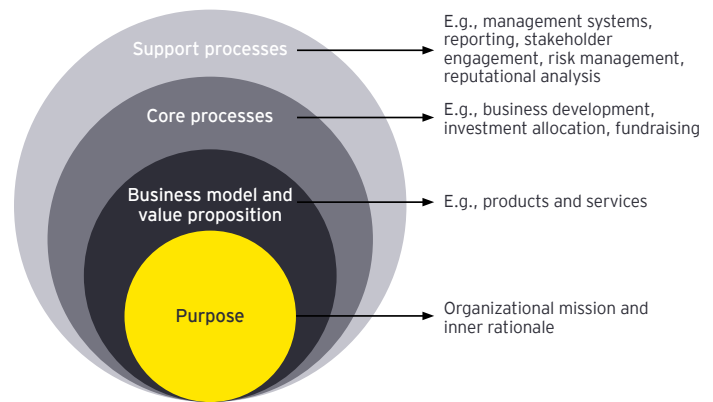 Support processes
E.g., management systems,
reporting, stakeholder
engagement, risk management,
reputational analysis
Core processes
E.g., business development,
investment allocation, fundraising
Business model and
value proposition
E.g., products and services
Purpose
Organizational mission and
inner rationale